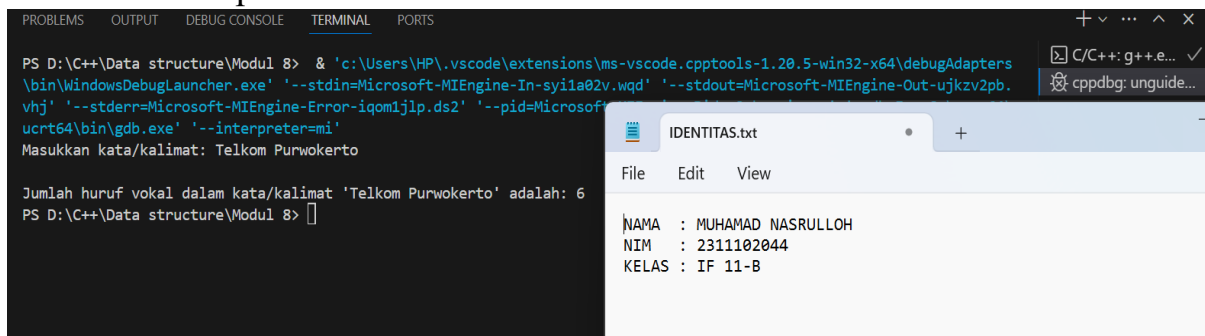 PROBLEMS OUTPUT DEBUG CONSOLE TERMINAL PORTS
PS D:\C++\Data structure\Modul 8> & 'c:\Users\HP\.vscode\extensions\ms-vscode.cpptools-1.20.5-win32-x64\debugAdapters
\bin\WindowsDebugLauncher.exe' '--stdin=Microsoft-MIEngine-In-syi1a02v.wqd' '--stdout=Microsoft-MIEngine-Out-ujkzv2pb.
vhj' '--stderr=Microsoft-MIEngine-Error-iqom1jlp.ds2' '--pid=Microsoft
ucrt64\bin\gdb.exe' '--interpreter=mi'
Masukkan kata/kalimat: Telkom Purwokerto
Jumlah huruf vokal dalam kata/kalimat 'Telkom Purwokerto' adalah: 6
PS D:\C++\Data structure\Modul 8>
C/C++: g++.e...
cppdbg: unguide...
IDENTITAS.txt
File Edit View
NAMA : MUHAMAD NASRULLOH
NIM : 2311102044
KELAS : IF 11-B